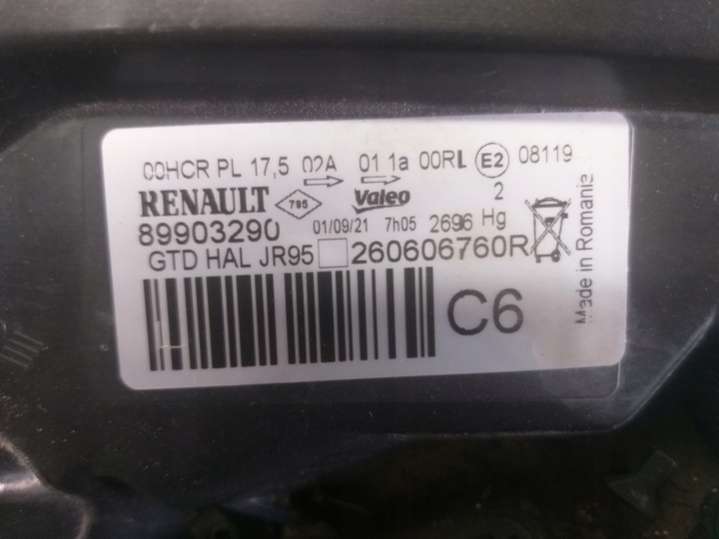 00HCR PL 17,5 02A 01 1a 00RL E2 08119
2
RENAULT 795 Valeo
89903290 01/09/21 7h05 2696 Hg
GTD HAL JR95 260606760R
C6
Made in Romania